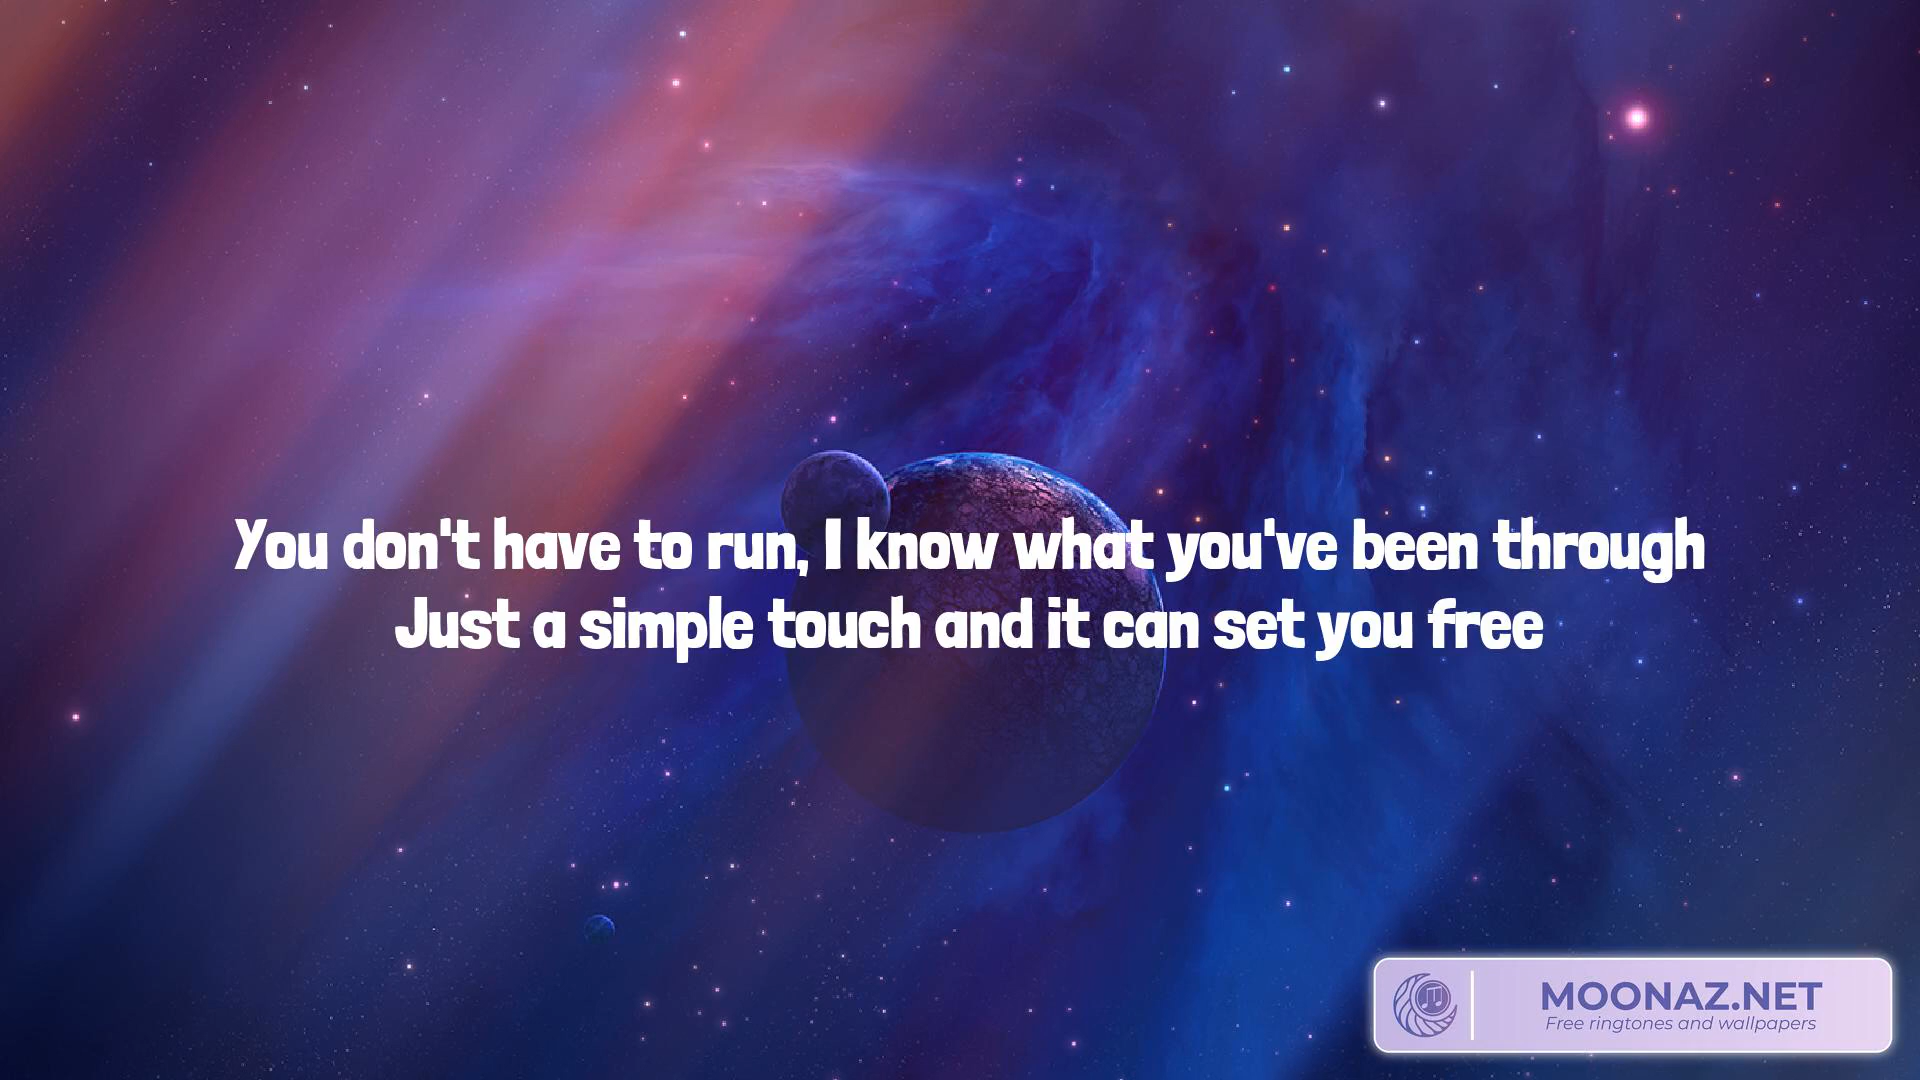 You don't have to run, I know what you've been through
Just a simple touch and it can set you free
MOONAZ.NET
Free ringtones and wallpapers